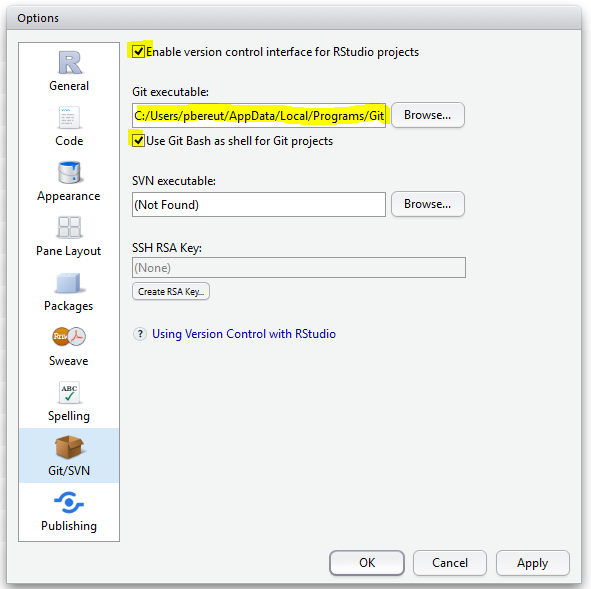 Options
General
Code
Appearance
Pane Layout
Packages
Rnw
Sweave
ABC
Spelling
Git/SVN
Publishing
Enable version control interface for RStudio projects
Git executable:
C:/Users/pbereut/AppData/Local/Programs/Git
Browse...
Use Git Bash as shell for Git projects
SVN executable:
(Not Found)
Browse...
SSH RSA Key:
(None)
Create RSA Key...
? Using Version Control with RStudio
OK
Cancel
Apply